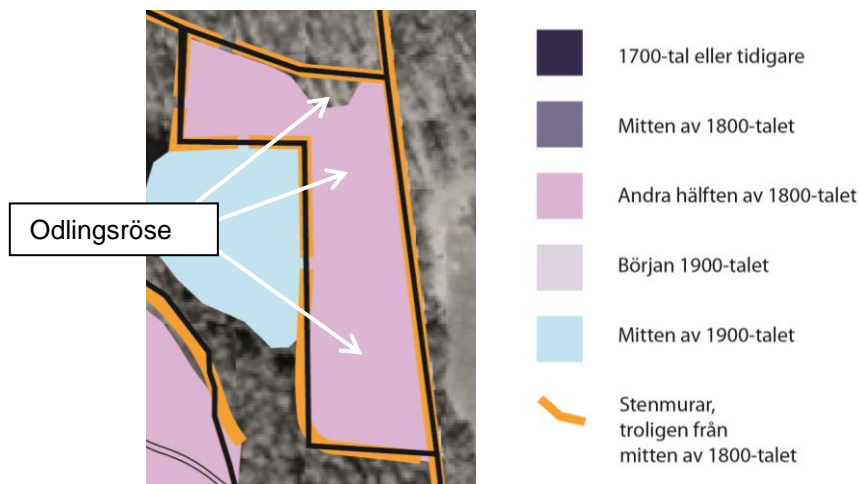 Odlingsröse
1700-tal eller tidigare
Mitten av 1800-talet
Andra hälften av 1800-talet
Början 1900-talet
Mitten av 1900-talet
Stenmurar,
troligen från
mitten av 1800-talet